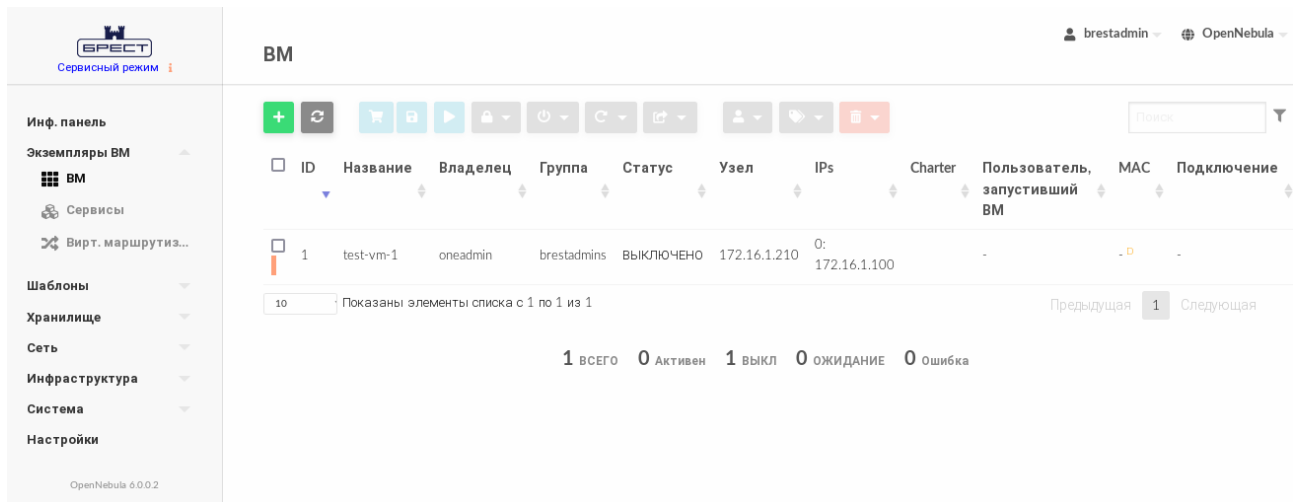 БРЕСТ
Сервисный режим
brestadmin
OpenNebula
ВМ
Инф. панель
Экземпляры ВМ
ВМ
Сервисы
Вирт. маршрутиз...
Шаблоны
Хранилище
Сеть
Инфраструктура
Система
Настройки
OpenNebula 6.0.0.2
Поиск
ID Название Владелец Группа Статус Узел IPs Charter Пользователь, запустивший ВМ MAC Подключение
1 test-vm-1 oneadmin brestadmins ВЫКЛЮЧЕНО 172.16.1.210 0: 172.16.1.100 - - D -
10 Показаны элементы списка с 1 по 1 из 1
Предыдущая 1 Следующая
1 ВСЕГО 0 Активен 1 ВЫКЛ 0 ОЖИДАНИЕ 0 Ошибка